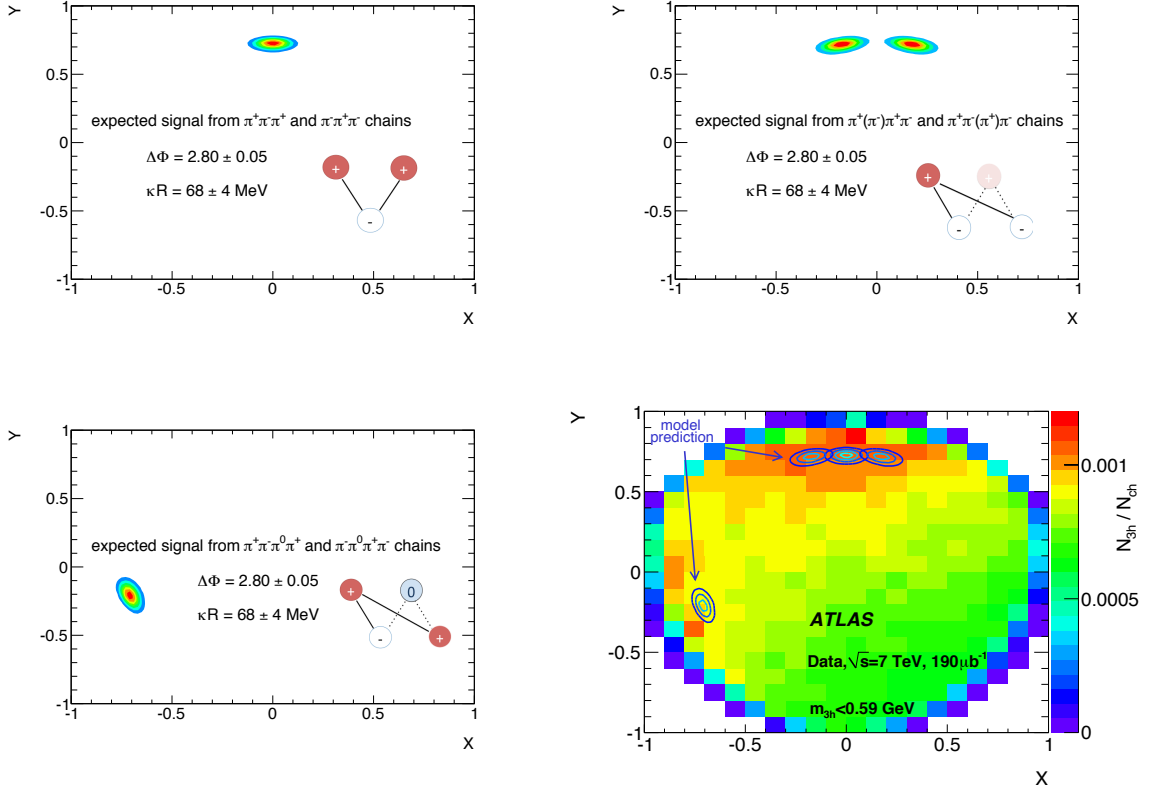 Y
1
0.5
expected signal from π⁺π⁻π⁺ and π⁻π⁺π⁻ chains
0
ΔΦ = 2.80 ± 0.05
κR = 68 ± 4 MeV
+ +
-
-0.5
-1
-1 -0.5 0 0.5 1
X
Y
1
0.5
expected signal from π⁺(π⁻)π⁺π⁻ and π⁺π⁻(π⁺)π⁻ chains
0
ΔΦ = 2.80 ± 0.05
κR = 68 ± 4 MeV
+ +
- -
-0.5
-1
-1 -0.5 0 0.5 1
X
Y
1
0.5
expected signal from π⁺π⁻π⁰π⁺ and π⁻π⁰π⁺π⁻ chains
0
ΔΦ = 2.80 ± 0.05
κR = 68 ± 4 MeV
+ 0
- +
-0.5
-1
-1 -0.5 0 0.5 1
X
Y
1
model
prediction
0.5
0
ATLAS
Data, √s=7 TeV, 190μb⁻¹
-0.5
m₃ₕ<0.59 GeV
-1
-1 -0.5 0 0.5 1
X
0.001
0.0005
0
N₃ₕ / N_ch